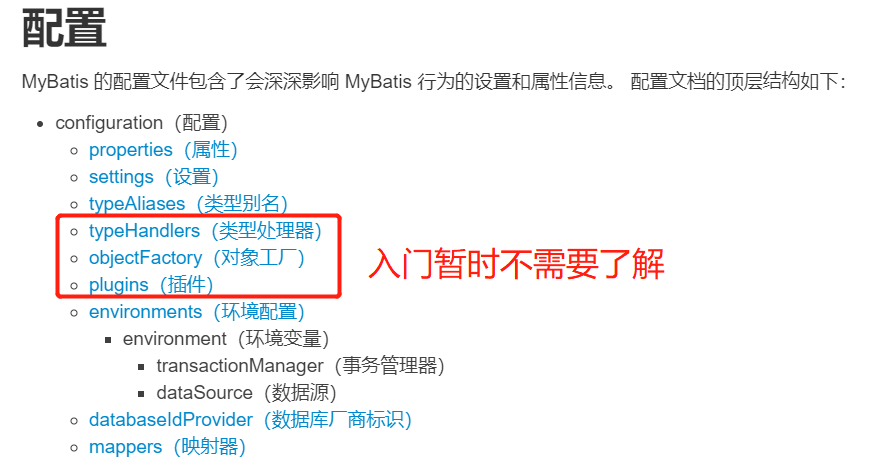 配置
MyBatis 的配置文件包含了会深深影响 MyBatis 行为的设置和属性信息。 配置文档的顶层结构如下：
configuration（配置）
properties（属性）
settings（设置）
typeAliases（类型别名）
typeHandlers（类型处理器）
objectFactory（对象工厂）
plugins（插件）
入门暂时不需要了解
environments（环境配置）
environment（环境变量）
transactionManager（事务管理器）
dataSource（数据源）
databaseIdProvider（数据库厂商标识）
mappers（映射器）